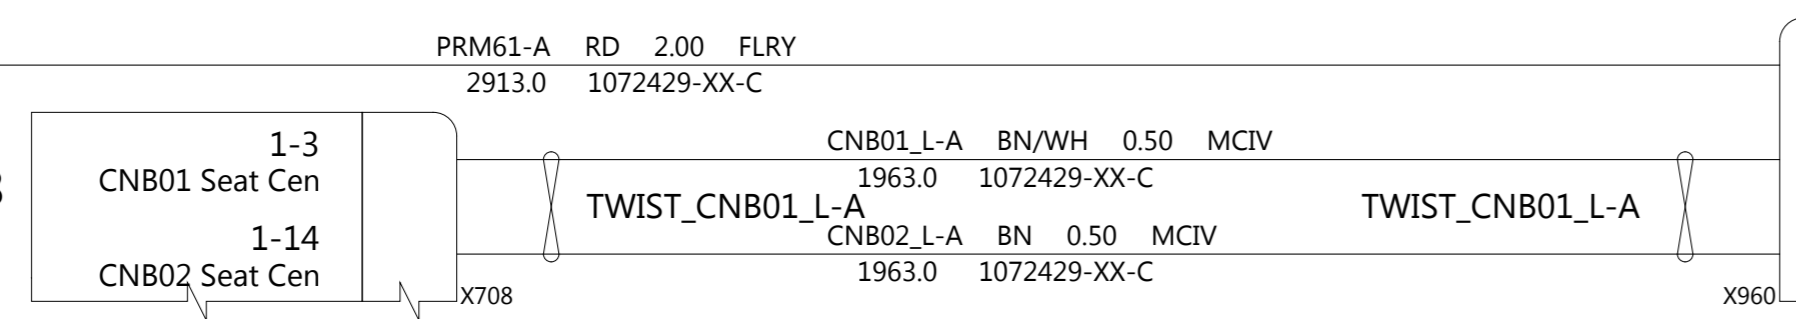 PRM61-A RD 2.00 FLRY
2913.0 1072429-XX-C
1-3
CNB01 Seat Cen
1-14
CNB02 Seat Cen
X708
CNB01_L-A BN/WH 0.50 MCIV
1963.0 1072429-XX-C
TWIST_CNB01_L-A
TWIST_CNB01_L-A
CNB02_L-A BN 0.50 MCIV
1963.0 1072429-XX-C
X960